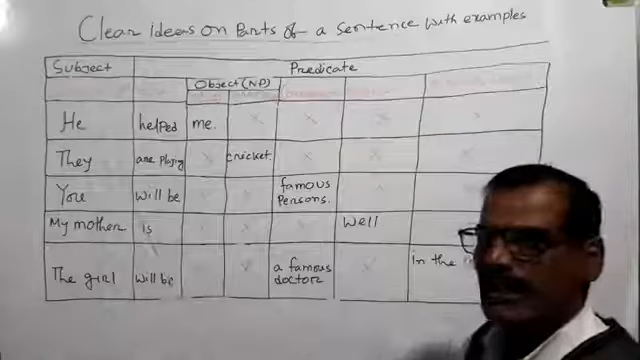 Clear ideas on Parts of a Sentence with examples
Subject Predicate
Object (NP)
He helped me. × × × ×
They are playing × cricket. × × ×
You will be famous Persons.
My mother is Well
The girl will be a famous doctor in the